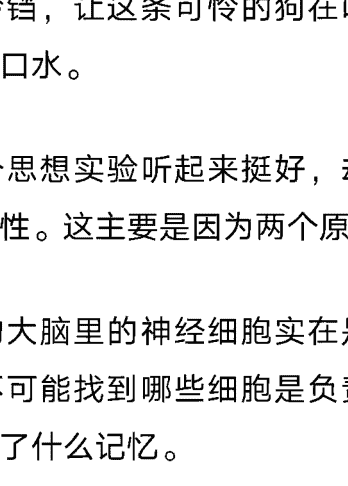 铛，让这条可怜的狗在
口水。
思想实验听起来挺好，
性。这主要是因为两个原
大脑里的神经细胞实在
可能找到哪些细胞是负责
了什么记忆。